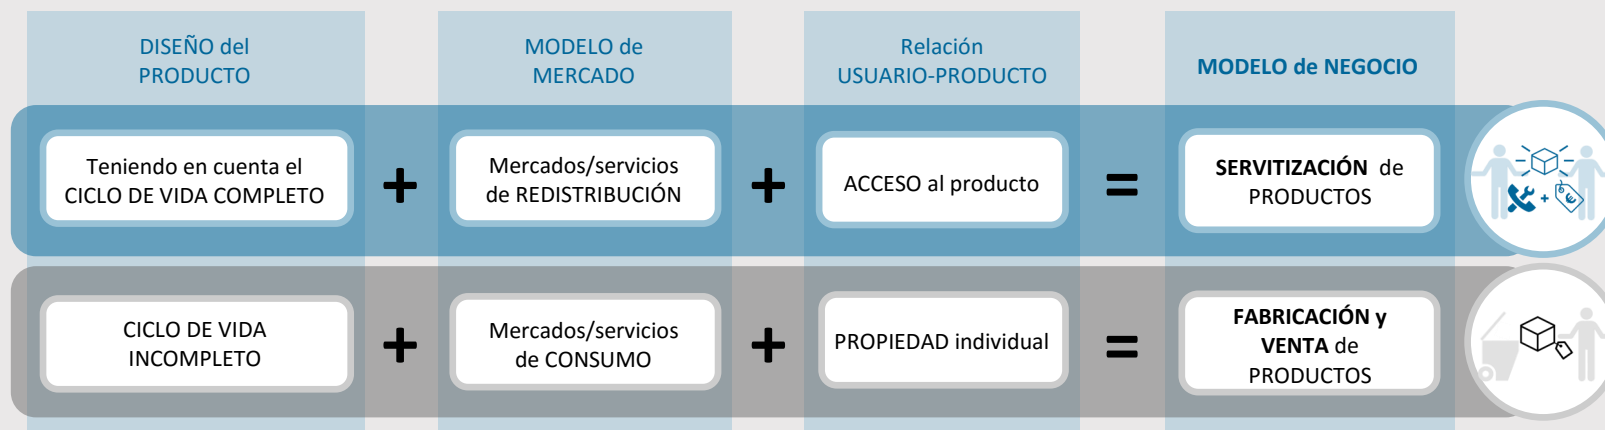 DISEÑO del
PRODUCTO
MODELO de
MERCADO
Relación
USUARIO-PRODUCTO
MODELO de NEGOCIO
Teniendo en cuenta el
CICLO DE VIDA COMPLETO
+
Mercados/servicios
de REDISTRIBUCIÓN
+
ACCESO al producto
=
SERVITIZACIÓN de
PRODUCTOS
+
€
CICLO DE VIDA
INCOMPLETO
+
Mercados/servicios
de CONSUMO
+
PROPIEDAD individual
=
FABRICACIÓN y
VENTA de
PRODUCTOS